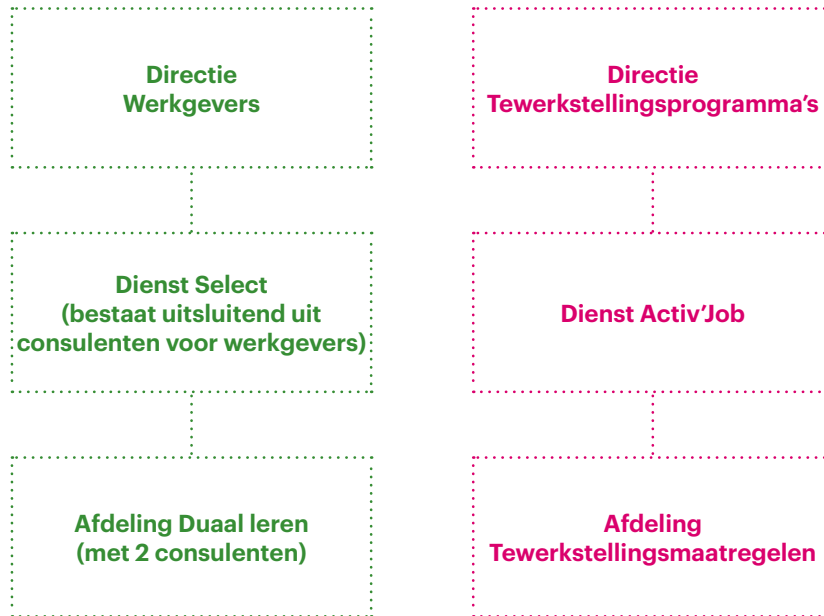 Directie
Werkgevers
Directie
Tewerkstellingsprogramma's
Dienst Select
(bestaat uitsluitend uit
consulenten voor werkgevers)
Dienst Activ'Job
Afdeling Duaal leren
(met 2 consulenten)
Afdeling
Tewerkstellingsmaatregelen